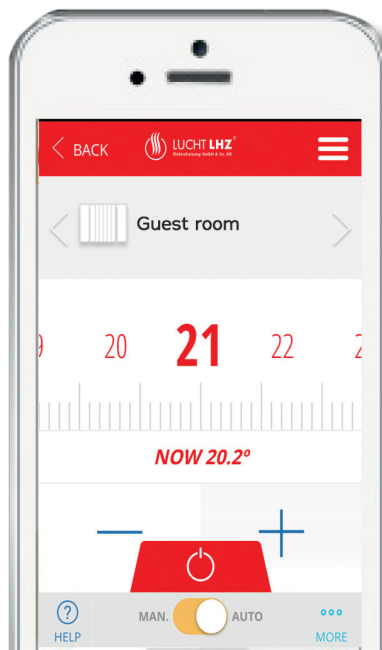 BACK
LUCHT LHZ®
Elektroheizung GmbH & Co. KG
Guest room
20 21 22
NOW 20.2º
MAN. AUTO
HELP
MORE